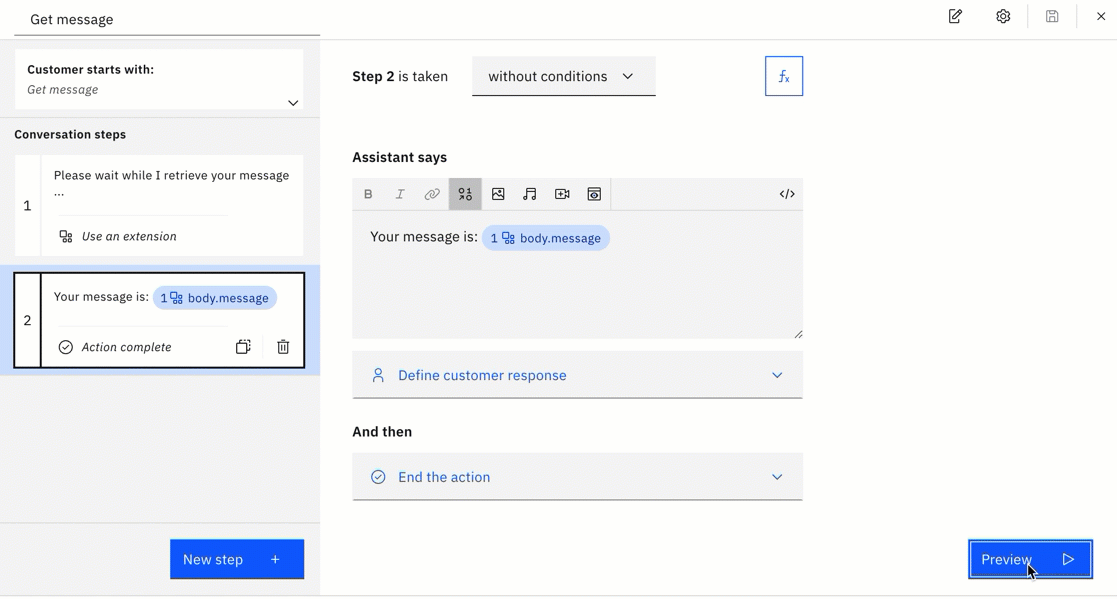 Get message
Customer starts with:
Get message
Conversation steps
1
Please wait while I retrieve your message
...
Use an extension
2
Your message is: 1 body.message
Action complete
New step +
Step 2 is taken without conditions fx
Assistant says
B I </>
Your message is: 1 body.message
Define customer response
And then
End the action
Preview